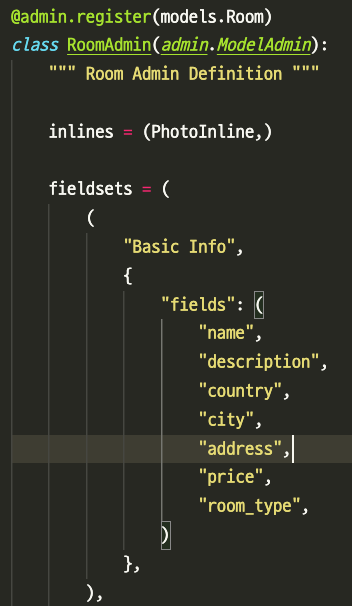 @admin.register(models.Room)
class RoomAdmin(admin.ModelAdmin):
""" Room Admin Definition """
inlines = (PhotoInline,)
fieldsets = (
(
"Basic Info",
{
"fields": (
"name",
"description",
"country",
"city",
"address",
"price",
"room_type",
)
},
),